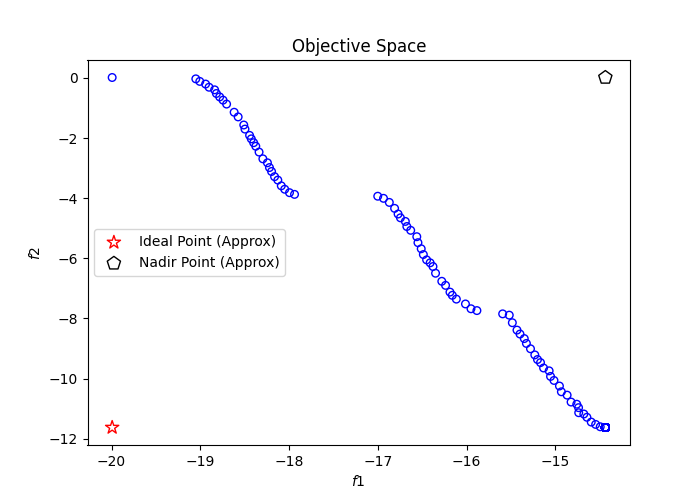 Objective Space
0
−2
−4
−6
−8
−10
−12
f2
Ideal Point (Approx)
Nadir Point (Approx)
−20 −19 −18 −17 −16 −15
f1